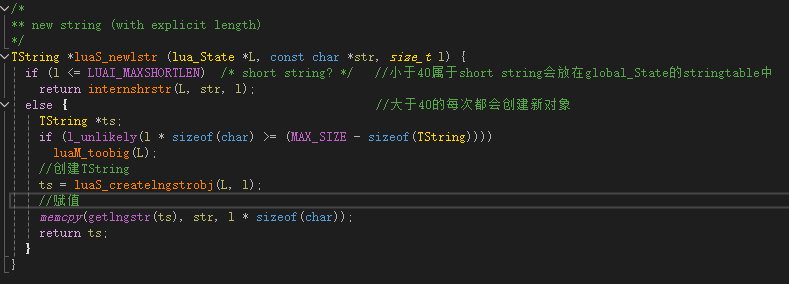 /*
** new string (with explicit length)
*/
TString *luaS_newlstr (lua_State *L, const char *str, size_t l) {
if (l <= LUAI_MAXSHORTLEN) /* short string? */ //小于40属于short string会放在global_State的stringtable中
return internshrstr(L, str, l);
else { //大于40的每次都会创建新对象
TString *ts;
if (l_unlikely(l * sizeof(char) >= (MAX_SIZE - sizeof(TString))))
luaM_toobig(L);
//创建TString
ts = luaS_createlngstrobj(L, l);
//赋值
memcpy(getlngstr(ts), str, l * sizeof(char));
return ts;
}
}